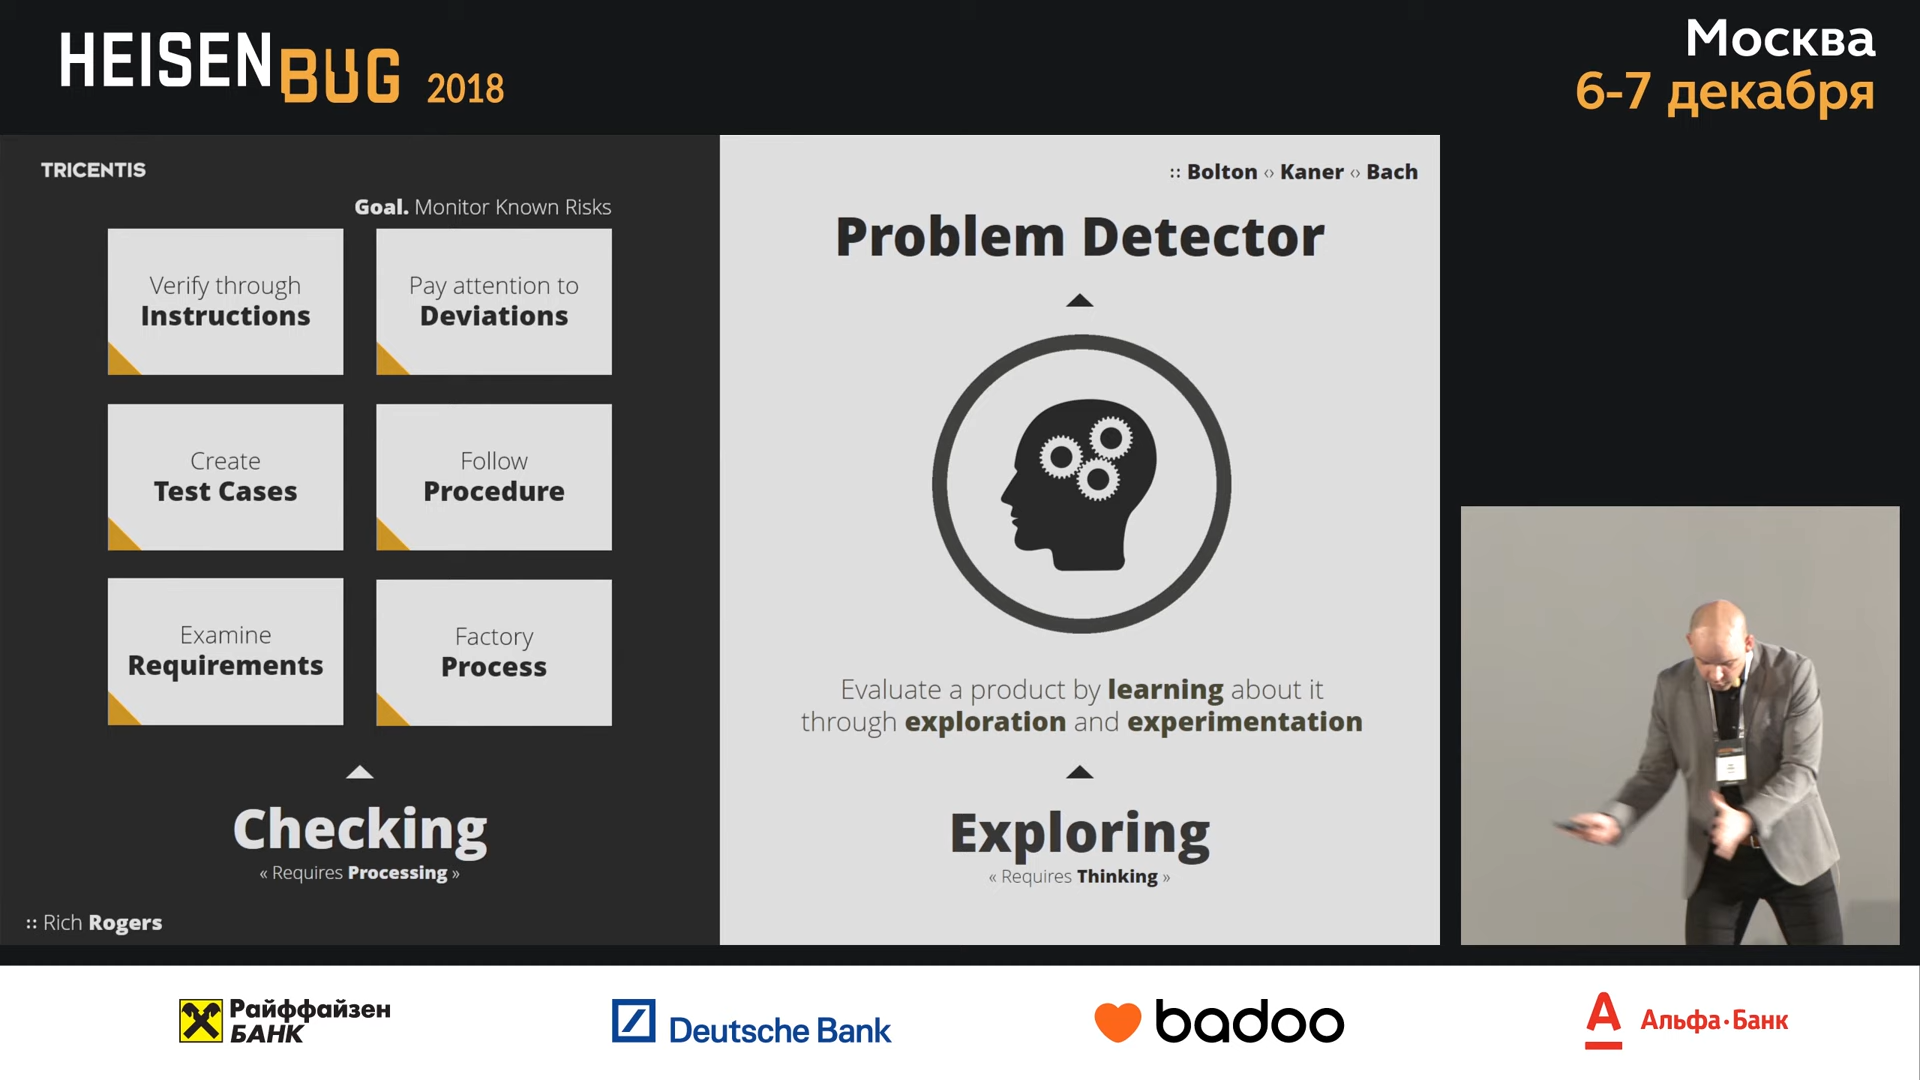 HEISENBUG 2018
Москва
6-7 декабря
TRICENTIS
Goal. Monitor Known Risks
Verify through
Instructions
Pay attention to
Deviations
Create
Test Cases
Follow
Procedure
Examine
Requirements
Factory
Process
Checking
« Requires Processing »
:: Rich Rogers
:: Bolton ‹› Kaner ‹› Bach
Problem Detector
Evaluate a product by learning about it
through exploration and experimentation
Exploring
« Requires Thinking »
Райффайзен
БАНК
Deutsche Bank
badoo
А
Альфа·Банк